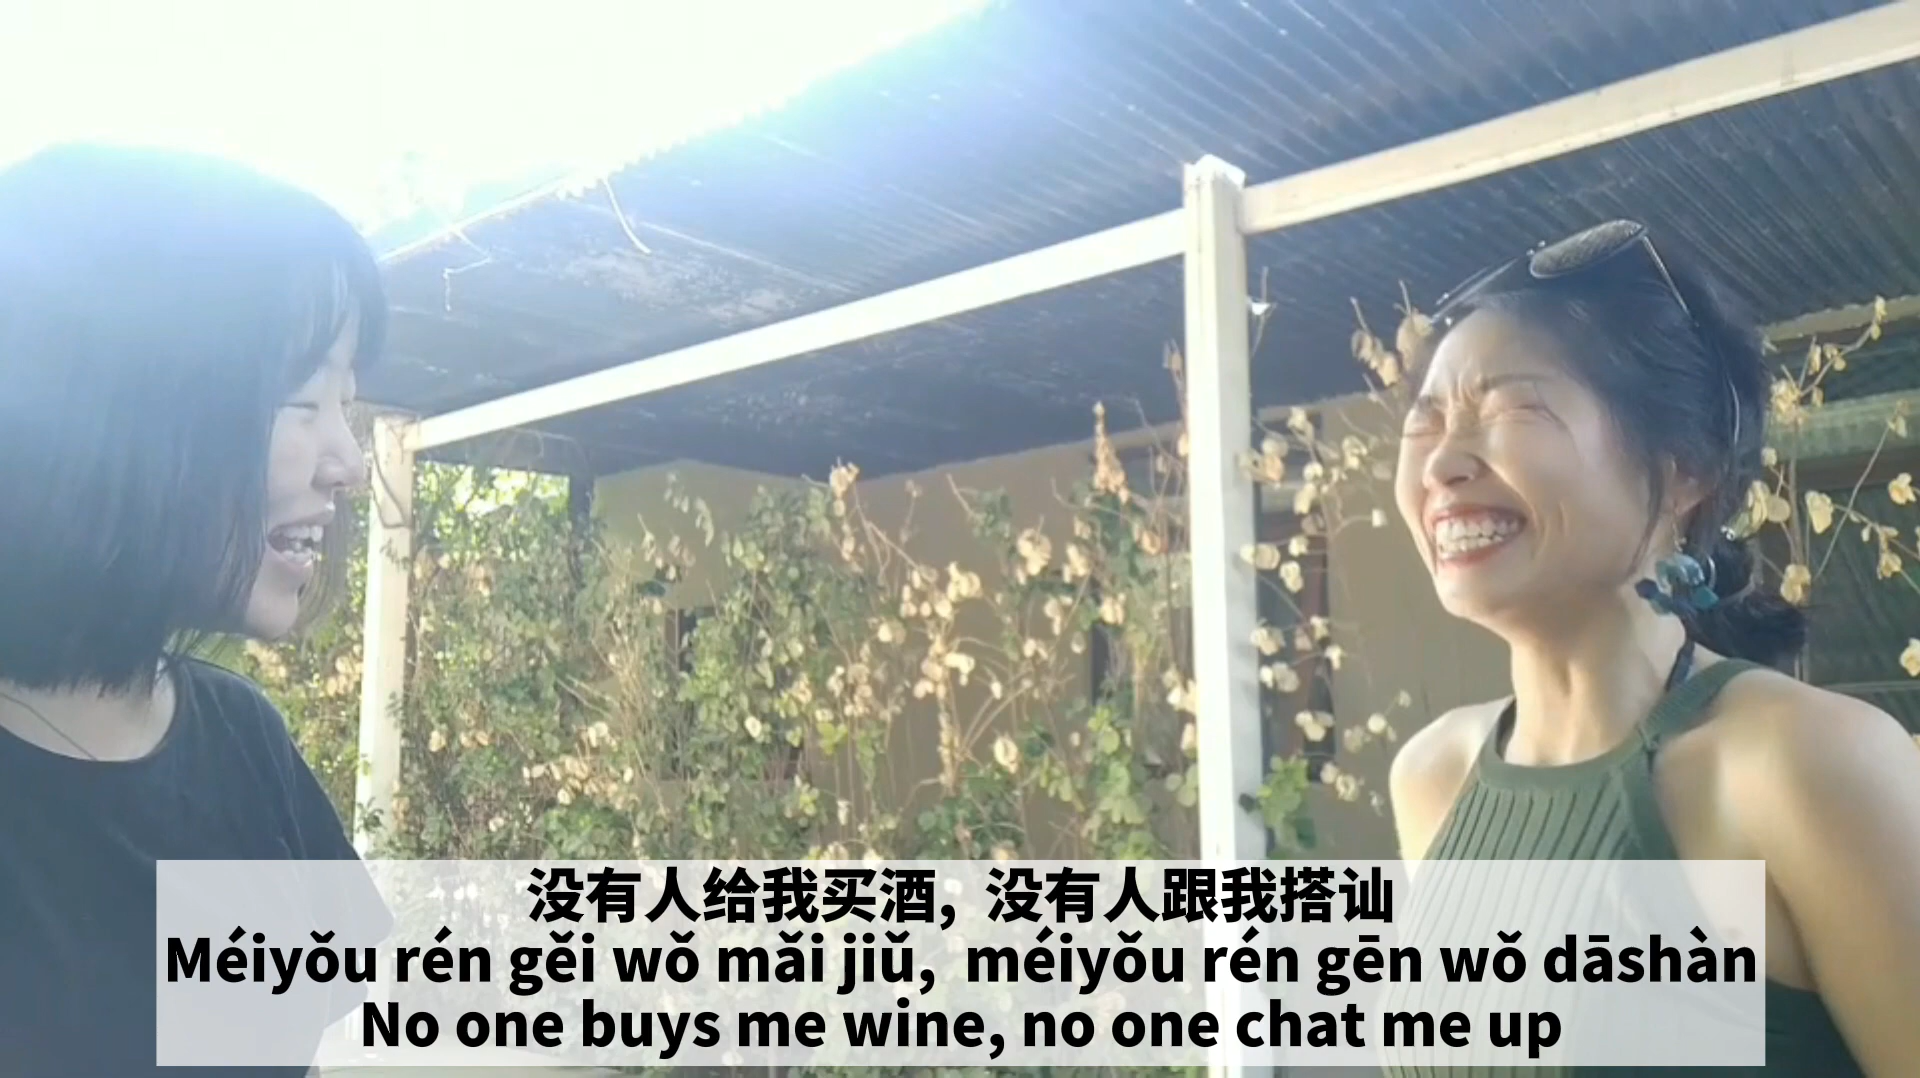 没有人给我买酒，没有人跟我搭讪
Méiyǒu rén gěi wǒ mǎi jiǔ, méiyǒu rén gēn wǒ dāshàn
No one buys me wine, no one chat me up